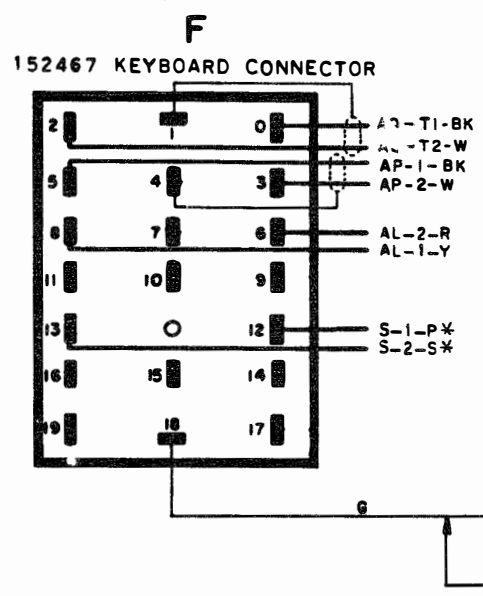 F
152467 KEYBOARD CONNECTOR
2 1 0 T1-BK
T2-W
AP-1-BK
5 4 3 AP-2-W
8 7 6 AL-2-R
AL-1-Y
11 10 9
13 12 S-1-P*
S-2-S*
16 15 14
19 18 17
G